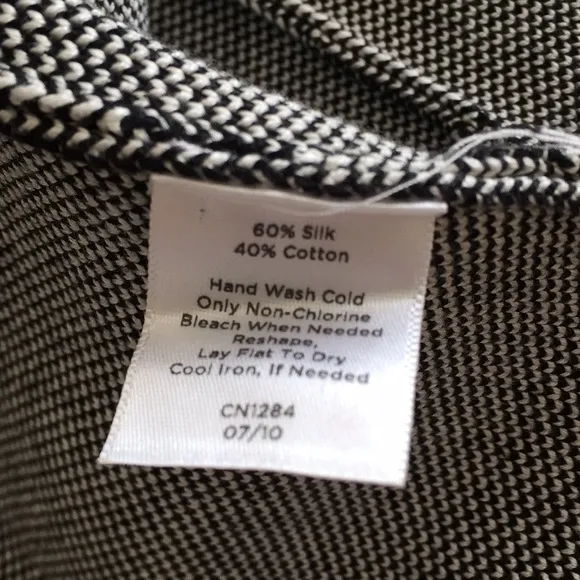 60% Silk
40% Cotton
Hand Wash Cold
Only Non-Chlorine
Bleach When Needed
Reshape,
Lay Flat To Dry
Cool Iron, If Needed
CN1284
07/10